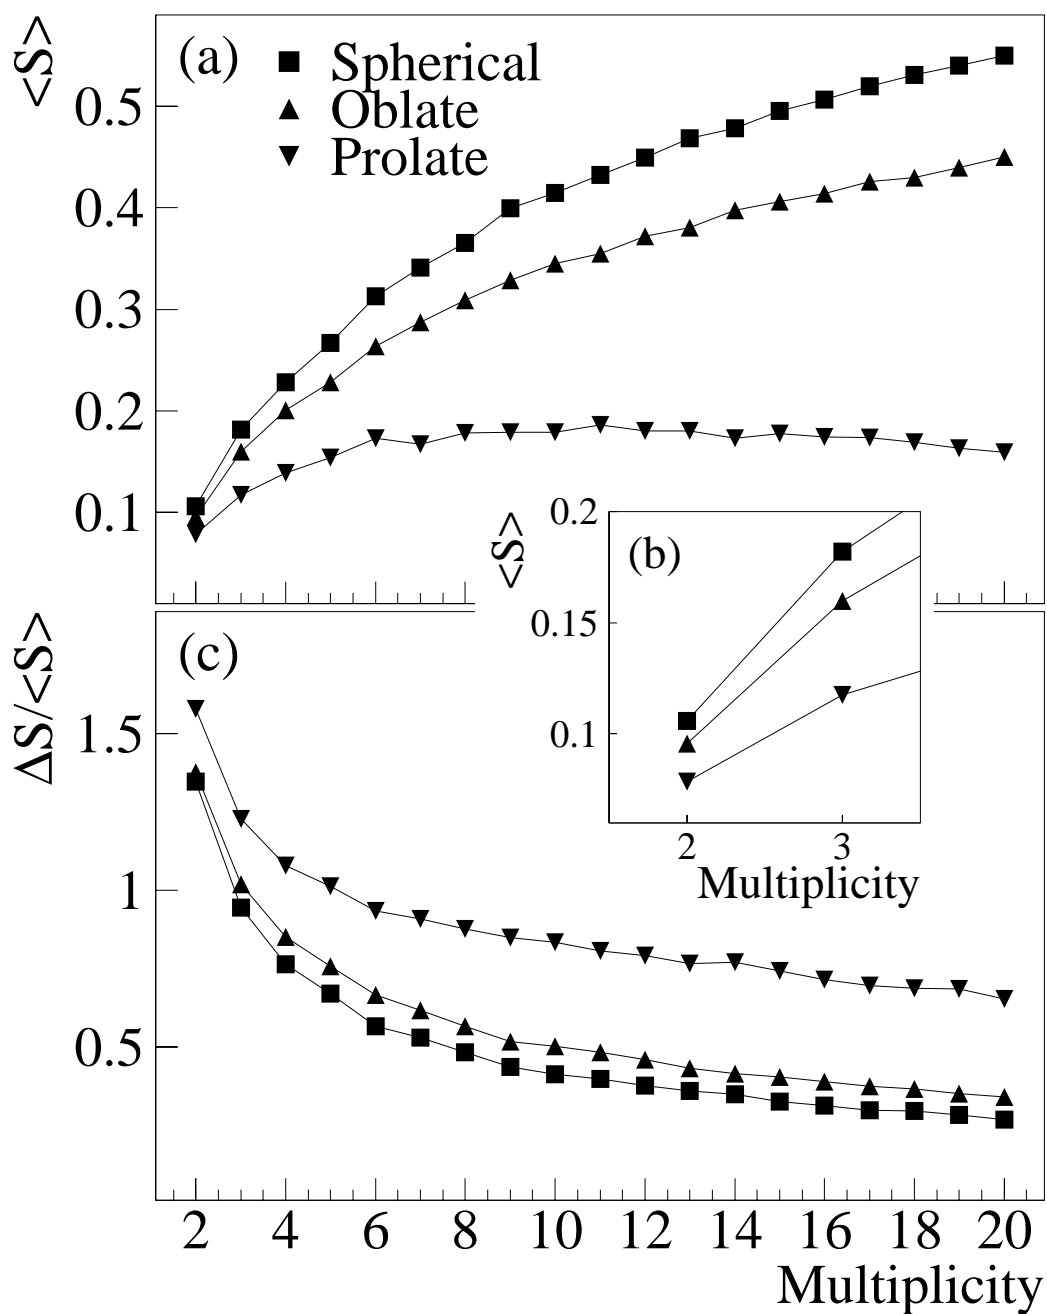 <S>
(a)
Spherical
Oblate
Prolate
0.5
0.4
0.3
0.2
0.1
<S>
(b)
0.2
0.15
0.1
2 3
Multiplicity
ΔS/<S>
(c)
1.5
1
0.5
2 4 6 8 10 12 14 16 18 20
Multiplicity